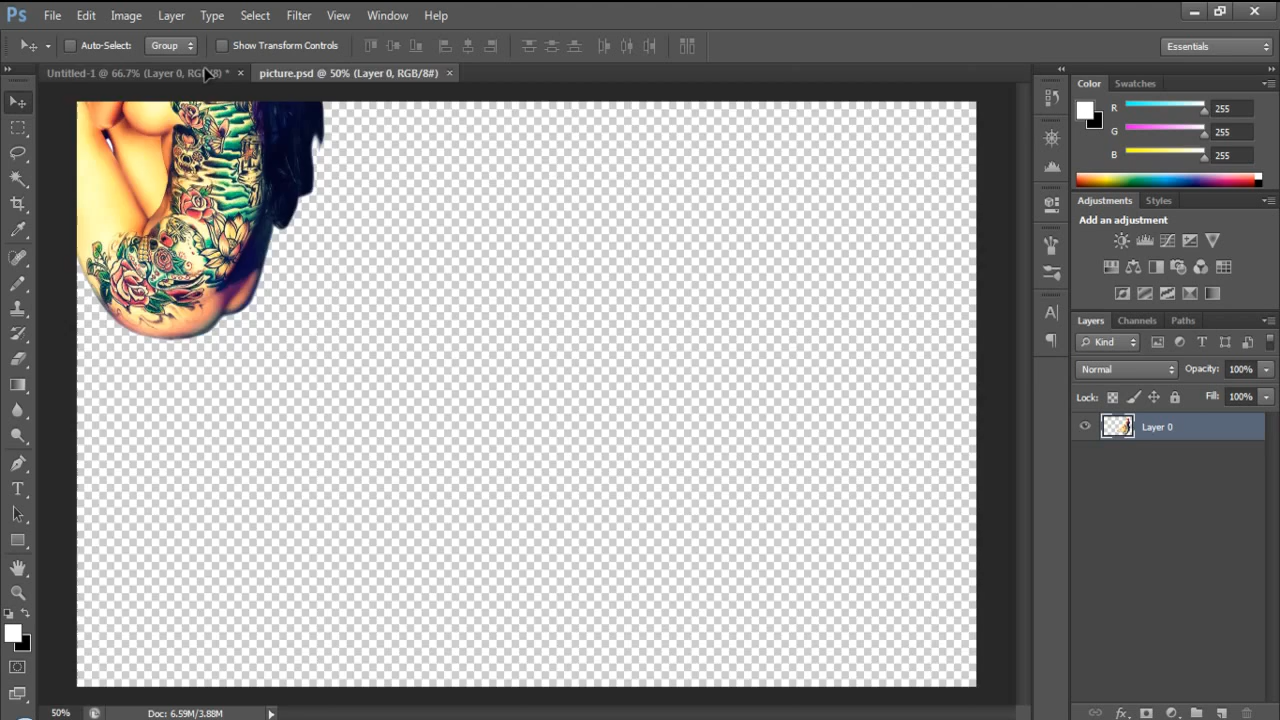 Ps File Edit Image Layer Type Select Filter View Window Help
Auto-Select: Group Show Transform Controls Essentials
Untitled-1 @ 66.7% (Layer 0, RGB/8) * × picture.psd @ 50% (Layer 0, RGB/8#) ×
Color Swatches
R 255
G 255
B 255
Adjustments Styles
Add an adjustment
Layers Channels Paths
Kind
Normal Opacity: 100%
Lock: Fill: 100%
Layer 0
50% Doc: 6.59M/3.88M